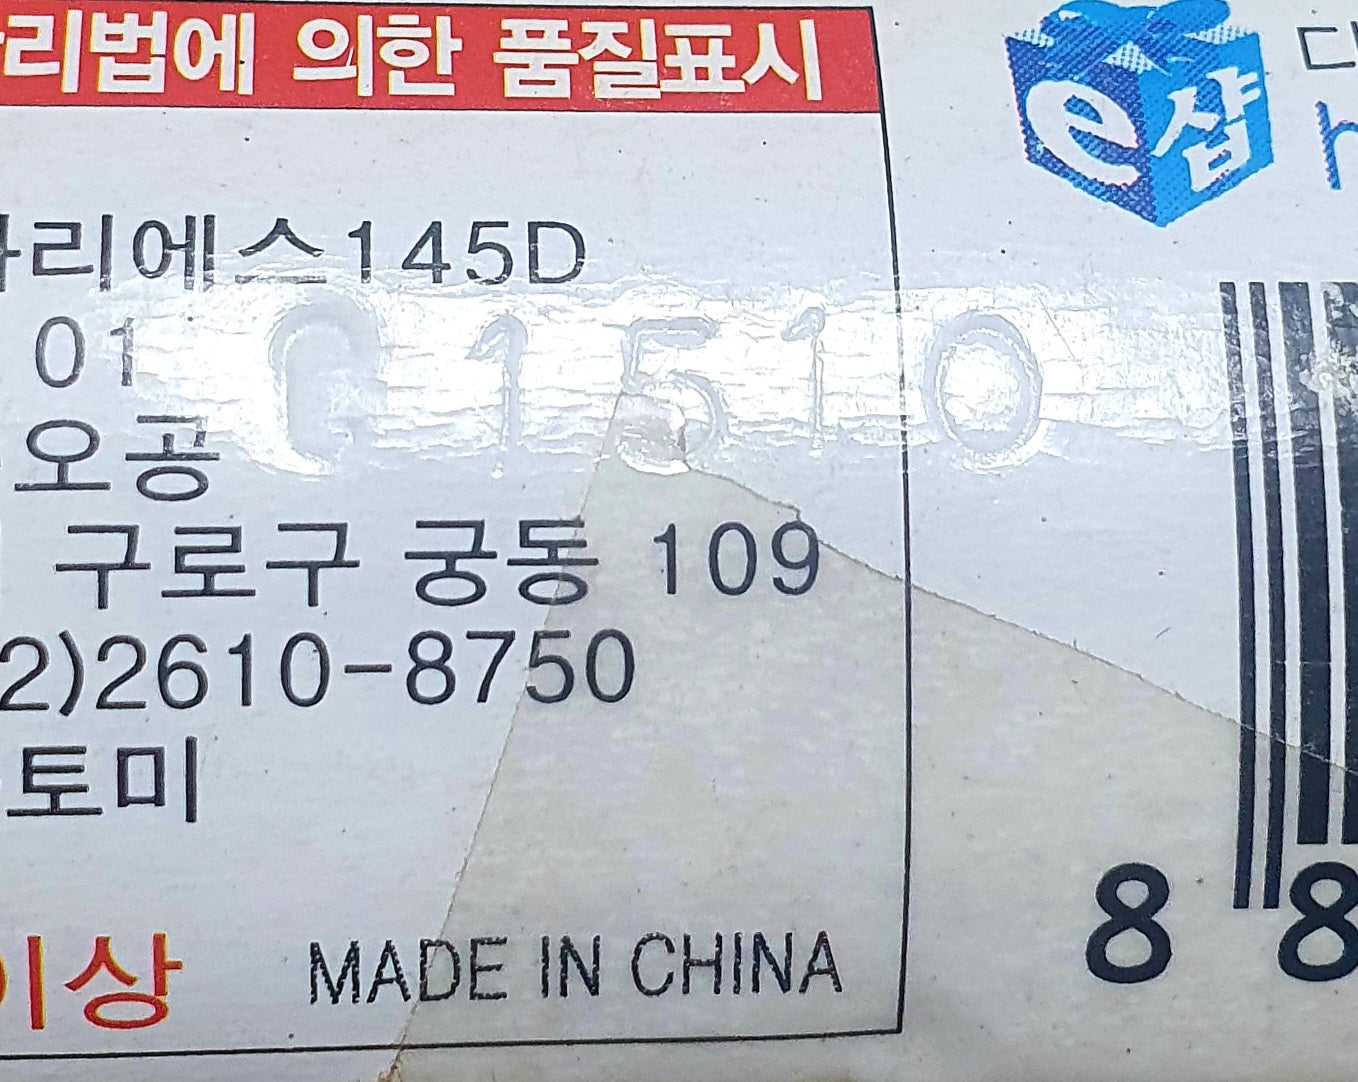 리법에 의한 품질표시
e샵
리에스145D
01
C 1510
오공
구로구 궁동 109
2)2610-8750
토미
이상
MADE IN CHINA
8 8